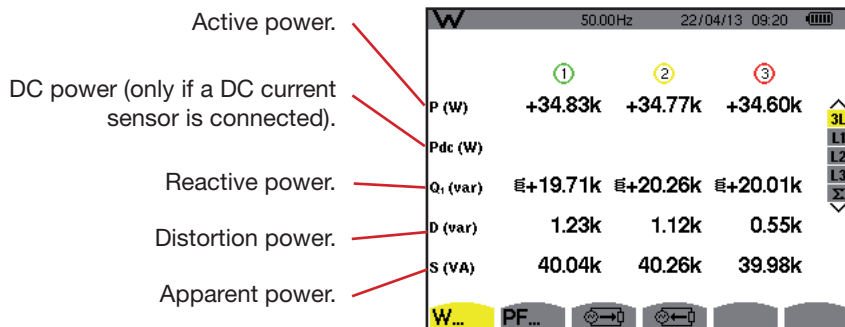 W 50.00Hz 22/04/13 09:20
Active power.
DC power (only if a DC current
sensor is connected).
Reactive power.
Distortion power.
Apparent power.
1 2 3
P (W) +34.83k +34.77k +34.60k
Pdc (W)
Q₁ (var) +19.71k +20.26k +20.01k
D (var) 1.23k 1.12k 0.55k
S (VA) 40.04k 40.26k 39.98k
3L
L1
L2
L3
Σ
W... PF...